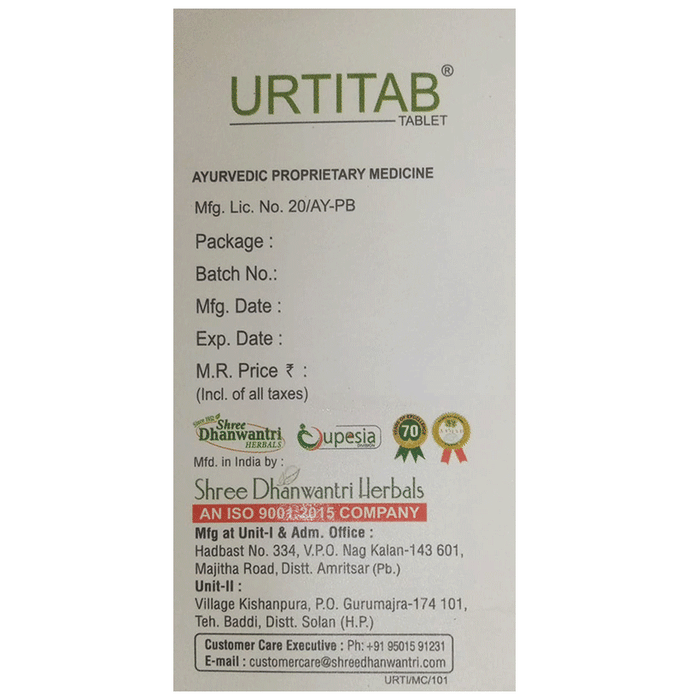 URTITAB®
TABLET
AYURVEDIC PROPRIETARY MEDICINE
Mfg. Lic. No. 20/AY-PB
Package :
Batch No.:
Mfg. Date :
Exp. Date :
M.R. Price ₹ :
(Incl. of all taxes)
Shree
Dhanwantri
HERBALS
upesia
70
Mfd. in India by :
Shree Dhanwantri Herbals
AN ISO 9001:2015 COMPANY
Mfg at Unit-I & Adm. Office :
Hadbast No. 334, V.P.O. Nag Kalan-143 601,
Majitha Road, Distt. Amritsar (Pb.)
Unit-II :
Village Kishanpura, P.O. Gurumajra-174 101,
Teh. Baddi, Distt. Solan (H.P.)
Customer Care Executive : Ph: +91 95015 91231
E-mail : customercare@shreedhanwantri.com
URTI/MC/101